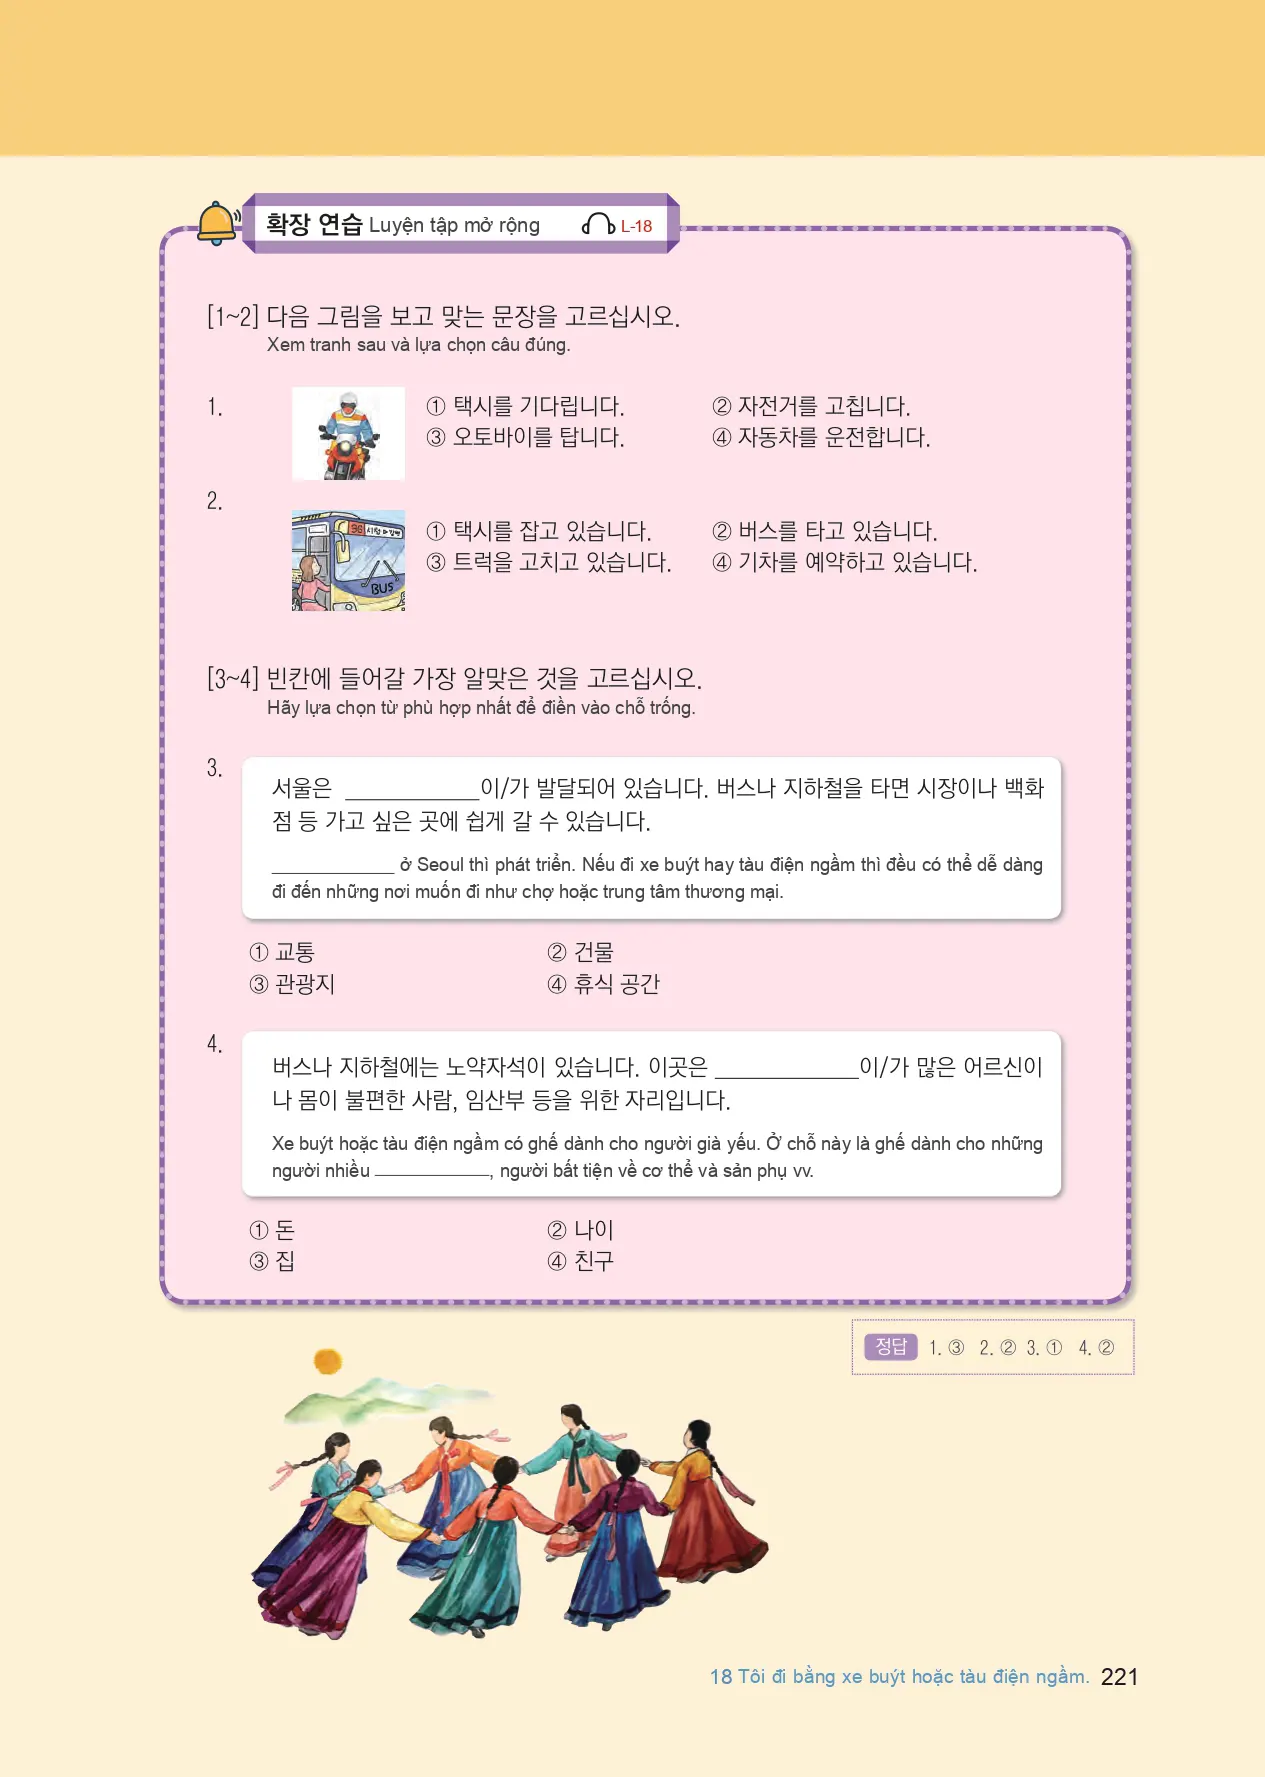 확장 연습 Luyện tập mở rộng L-18
[1~2] 다음 그림을 보고 맞는 문장을 고르십시오.
Xem tranh sau và lựa chọn câu đúng.
1.
① 택시를 기다립니다. ② 자전거를 고칩니다.
③ 오토바이를 탑니다. ④ 자동차를 운전합니다.
2.
36 시청▶강변
BUS
① 택시를 잡고 있습니다. ② 버스를 타고 있습니다.
③ 트럭을 고치고 있습니다. ④ 기차를 예약하고 있습니다.
[3~4] 빈칸에 들어갈 가장 알맞은 것을 고르십시오.
Hãy lựa chọn từ phù hợp nhất để điền vào chỗ trống.
3.
서울은 ____________이/가 발달되어 있습니다. 버스나 지하철을 타면 시장이나 백화
점 등 가고 싶은 곳에 쉽게 갈 수 있습니다.
____________ ở Seoul thì phát triển. Nếu đi xe buýt hay tàu điện ngầm thì đều có thể dễ dàng
đi đến những nơi muốn đi như chợ hoặc trung tâm thương mại.
① 교통 ② 건물
③ 관광지 ④ 휴식 공간
4.
버스나 지하철에는 노약자석이 있습니다. 이곳은 ____________이/가 많은 어르신이
나 몸이 불편한 사람, 임산부 등을 위한 자리입니다.
Xe buýt hoặc tàu điện ngầm có ghế dành cho người già yếu. Ở chỗ này là ghế dành cho những
người nhiều ____________, người bất tiện về cơ thể và sản phụ vv.
① 돈 ② 나이
③ 집 ④ 친구
정답 1. ③ 2. ② 3. ① 4. ②
18 Tôi đi bằng xe buýt hoặc tàu điện ngầm. 221